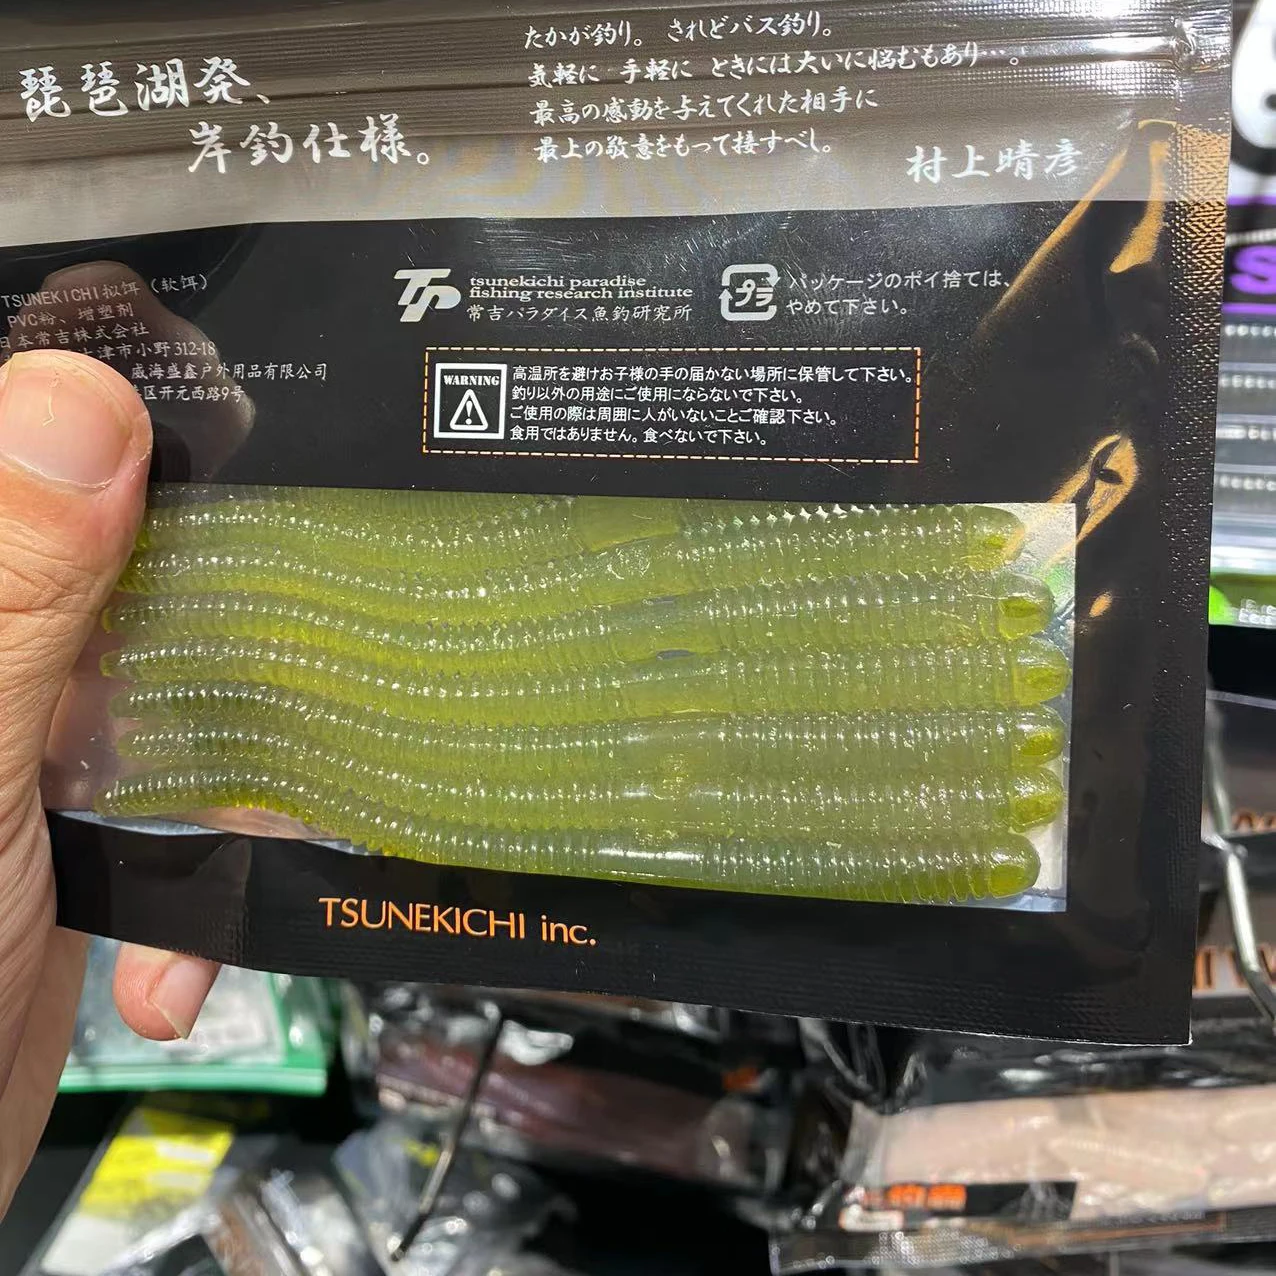 琵琶湖発、
岸釣仕様。
たかが釣り。 されどバス釣り。
気軽に 手軽に ときには大いに悩むもあり…。
最高の感動を与えてくれた相手に
最上の敬意をもって接すべし。
村上晴彦
TSUNEKICHI拟饵（软饵）
PVC粉、增塑剂
日本常吉株式会社
津市小野 312-18
威海盛鑫户外用品有限公司
区开元西路9号
TP
tsunekichi paradise
fishing research institute
常吉パラダイス魚釣研究所
プラ
パッケージのポイ捨ては、
やめて下さい。
WARNING
高温所を避けお子様の手の届かない場所に保管して下さい。
釣り以外の用途にご使用にならないで下さい。
ご使用の際は周囲に人がいないことご確認下さい。
食用ではありません。食べないで下さい。
TSUNEKICHI inc.
S